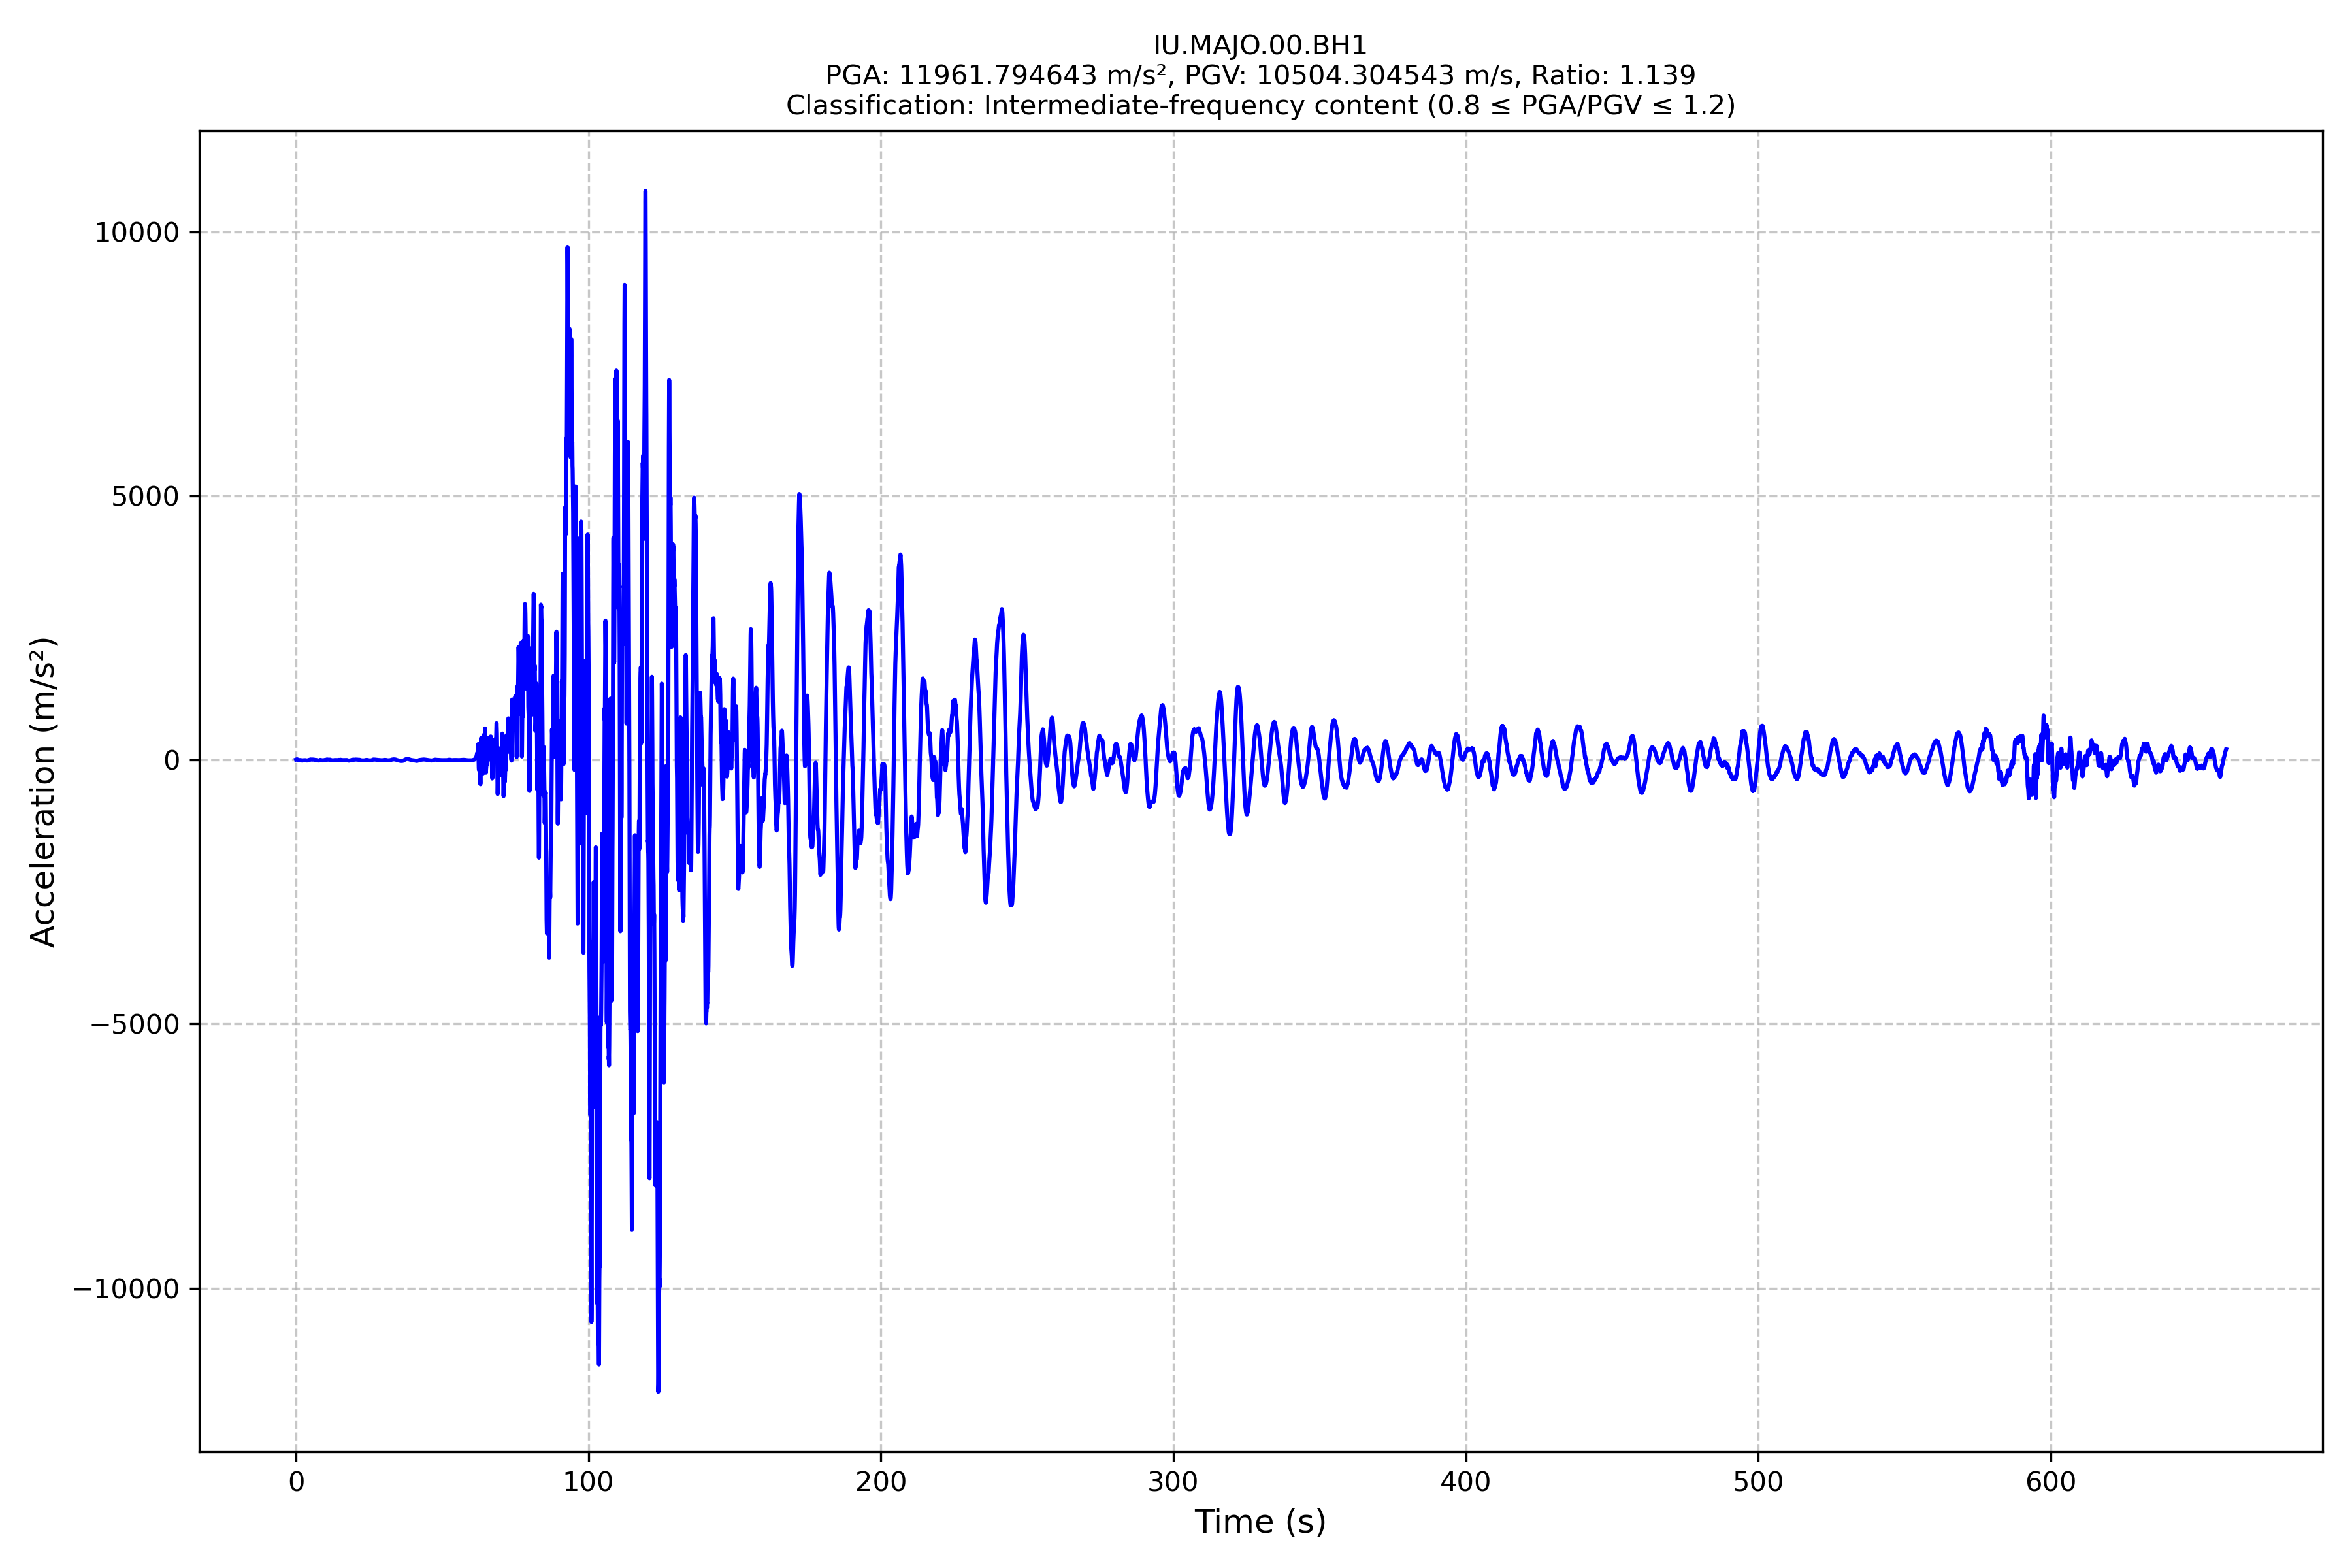 IU.MAJO.00.BH1
PGA: 11961.794643 m/s², PGV: 10504.304543 m/s, Ratio: 1.139
Classification: Intermediate-frequency content (0.8 ≤ PGA/PGV ≤ 1.2)
10000
5000
0
−5000
−10000
Acceleration (m/s²)
0 100 200 300 400 500 600
Time (s)